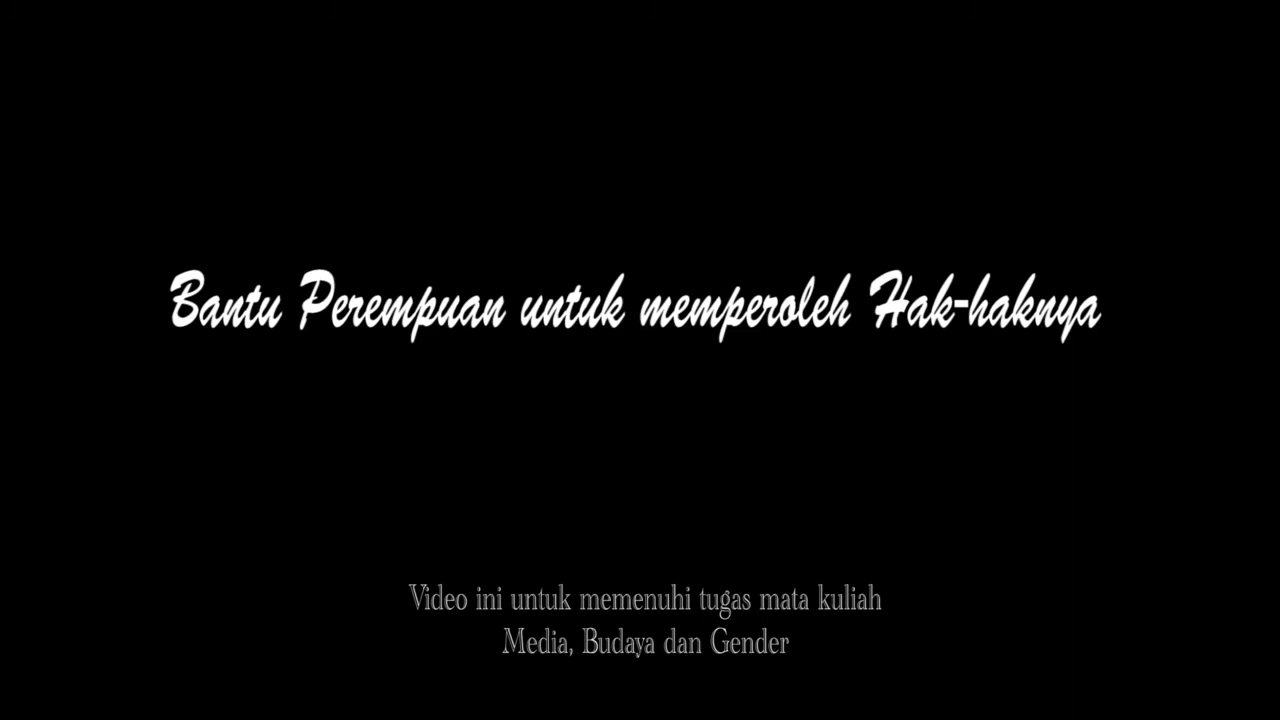 Bantu Perempuan untuk memperoleh Hak-haknya
Video ini untuk memenuhi tugas mata kuliah
Media, Budaya dan Gender